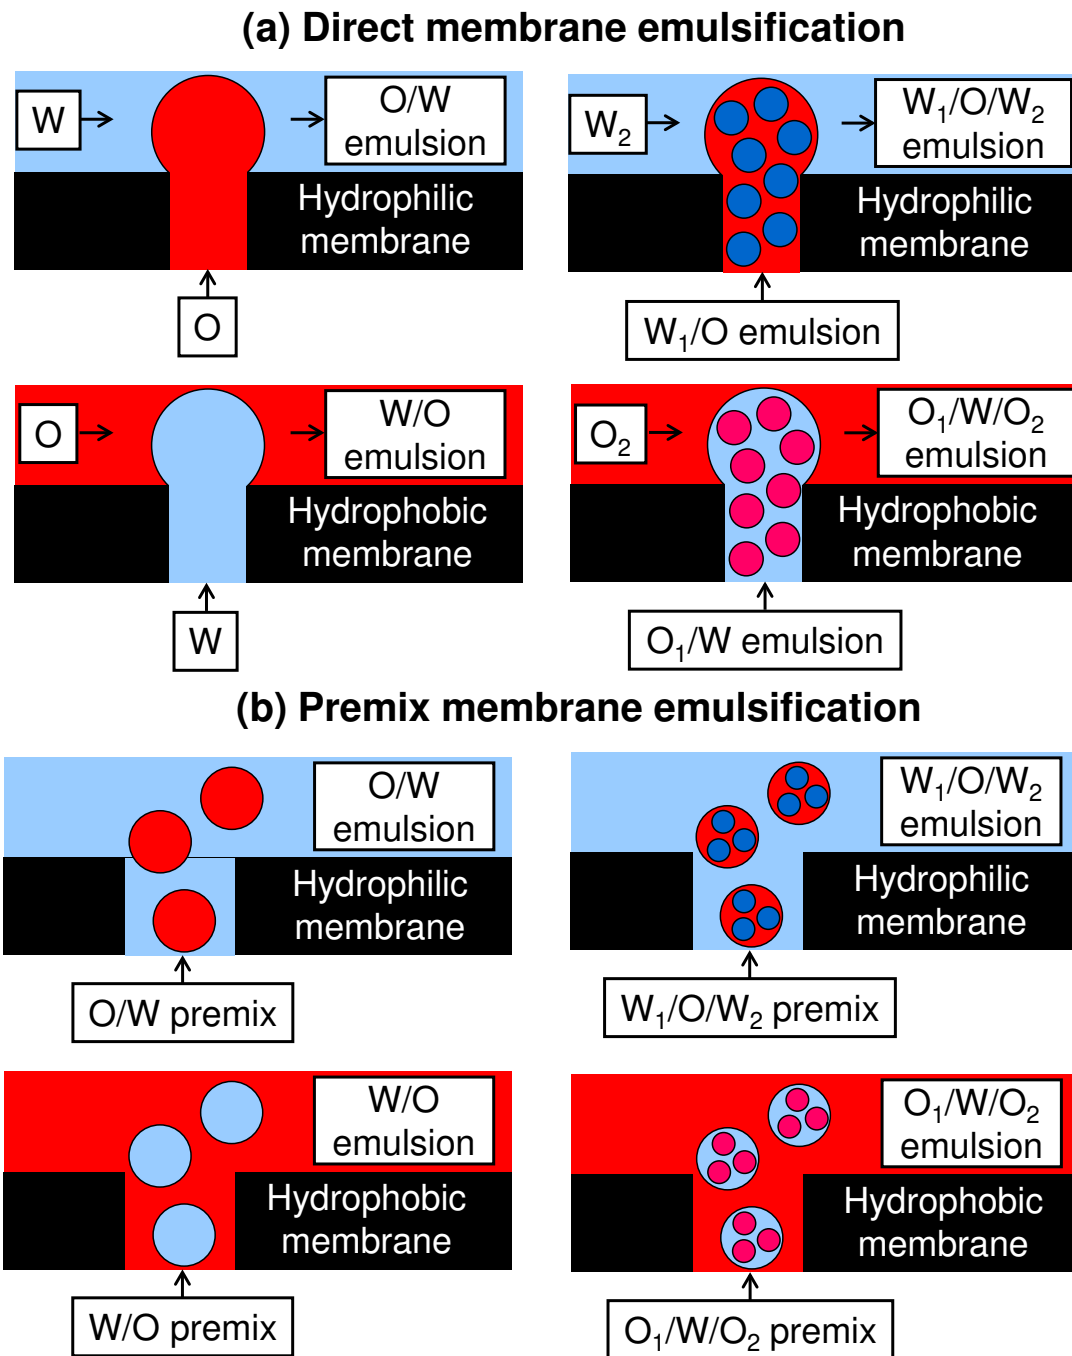 (a) Direct membrane emulsification
W
O/W
emulsion
Hydrophilic
membrane
O
W₂
W₁/O/W₂
emulsion
Hydrophilic
membrane
W₁/O emulsion
O
W/O
emulsion
Hydrophobic
membrane
W
O₂
O₁/W/O₂
emulsion
Hydrophobic
membrane
O₁/W emulsion
(b) Premix membrane emulsification
O/W
emulsion
Hydrophilic
membrane
O/W premix
W₁/O/W₂
emulsion
Hydrophilic
membrane
W₁/O/W₂ premix
W/O
emulsion
Hydrophobic
membrane
W/O premix
O₁/W/O₂
emulsion
Hydrophobic
membrane
O₁/W/O₂ premix